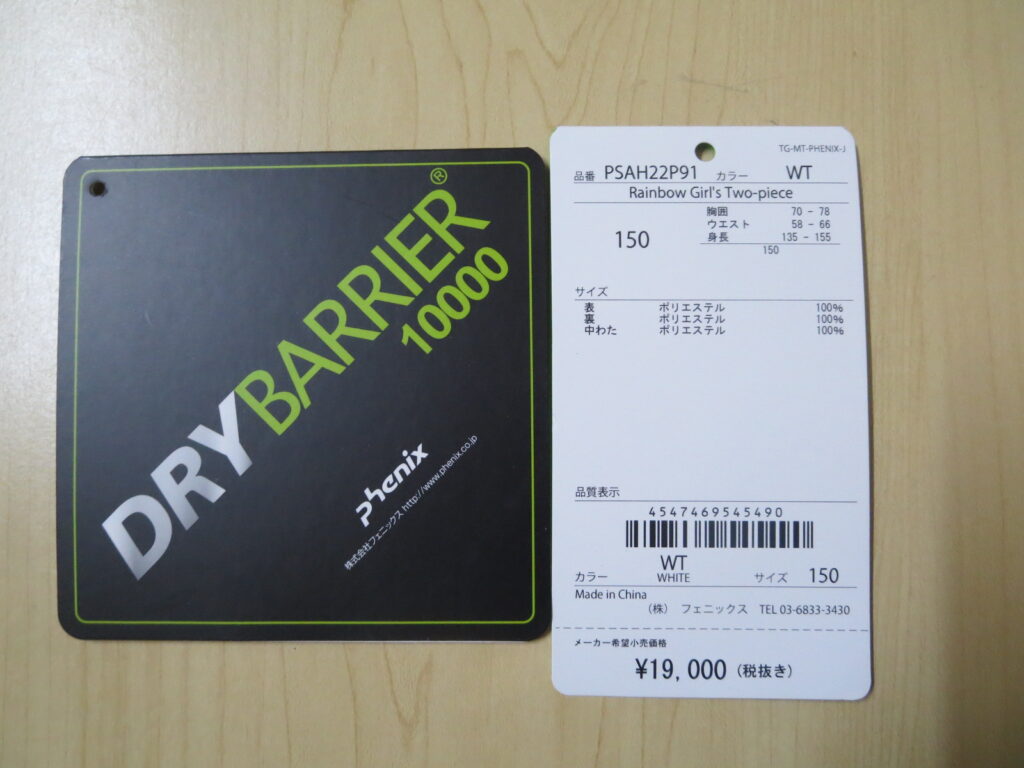 DRYBARRIER®
10000
phenix
株式会社フェニックス http://www.phenix.co.jp
TG-MT-PHENIX-J
品番 PSAH22P91 カラー WT
Rainbow Girl's Two-piece
150
胸囲 70 - 78
ウエスト 58 - 66
身長 135 - 155
150
サイズ
表 ポリエステル 100%
裏 ポリエステル 100%
中わた ポリエステル 100%
品質表示
4547469545490
カラー WT サイズ 150
WHITE
Made in China
(株) フェニックス TEL 03-6833-3430
メーカー希望小売価格
¥19,000 (税抜き)